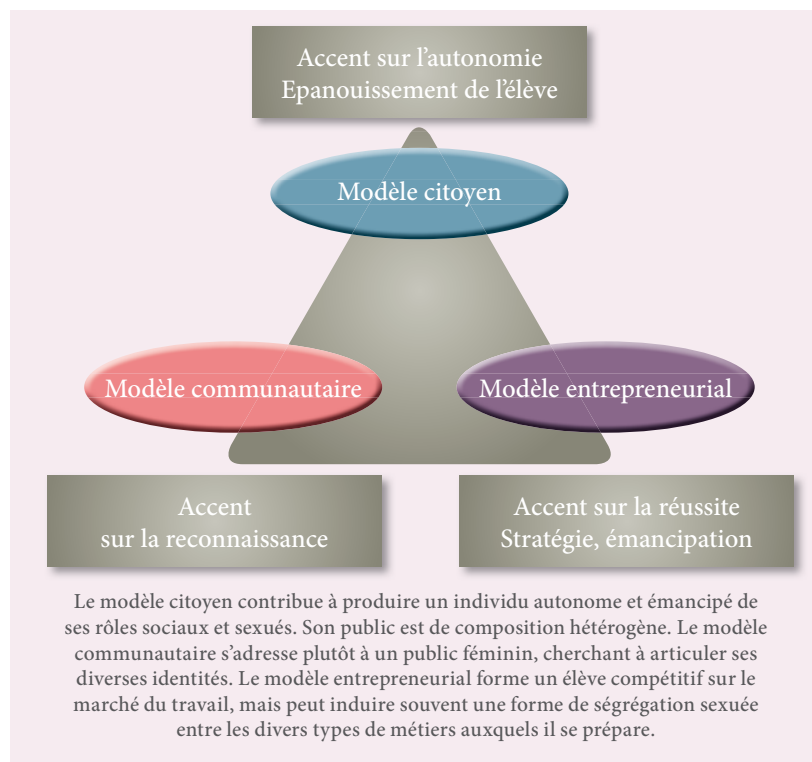 Accent sur l'autonomie
Epanouissement de l'élève
Modèle citoyen
Modèle communautaire
Modèle entrepreneurial
Accent
sur la reconnaissance
Accent sur la réussite
Stratégie, émancipation
Le modèle citoyen contribue à produire un individu autonome et émancipé de
ses rôles sociaux et sexués. Son public est de composition hétérogène. Le modèle
communautaire s'adresse plutôt à un public féminin, cherchant à articuler ses
diverses identités. Le modèle entrepreneurial forme un élève compétitif sur le
marché du travail, mais peut induire souvent une forme de ségrégation sexuée
entre les divers types de métiers auxquels il se prépare.